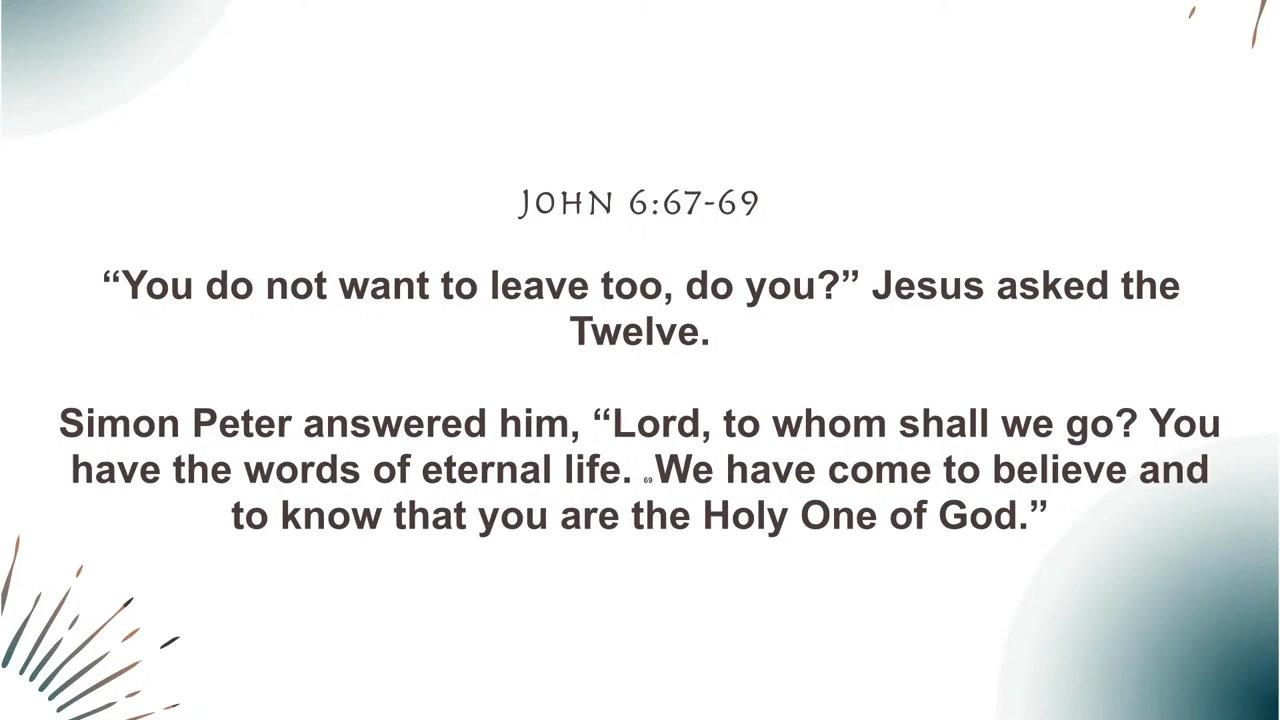 JOHN 6:67-69
“You do not want to leave too, do you?” Jesus asked the
Twelve.
Simon Peter answered him, “Lord, to whom shall we go? You
have the words of eternal life. 69 We have come to believe and
to know that you are the Holy One of God.”